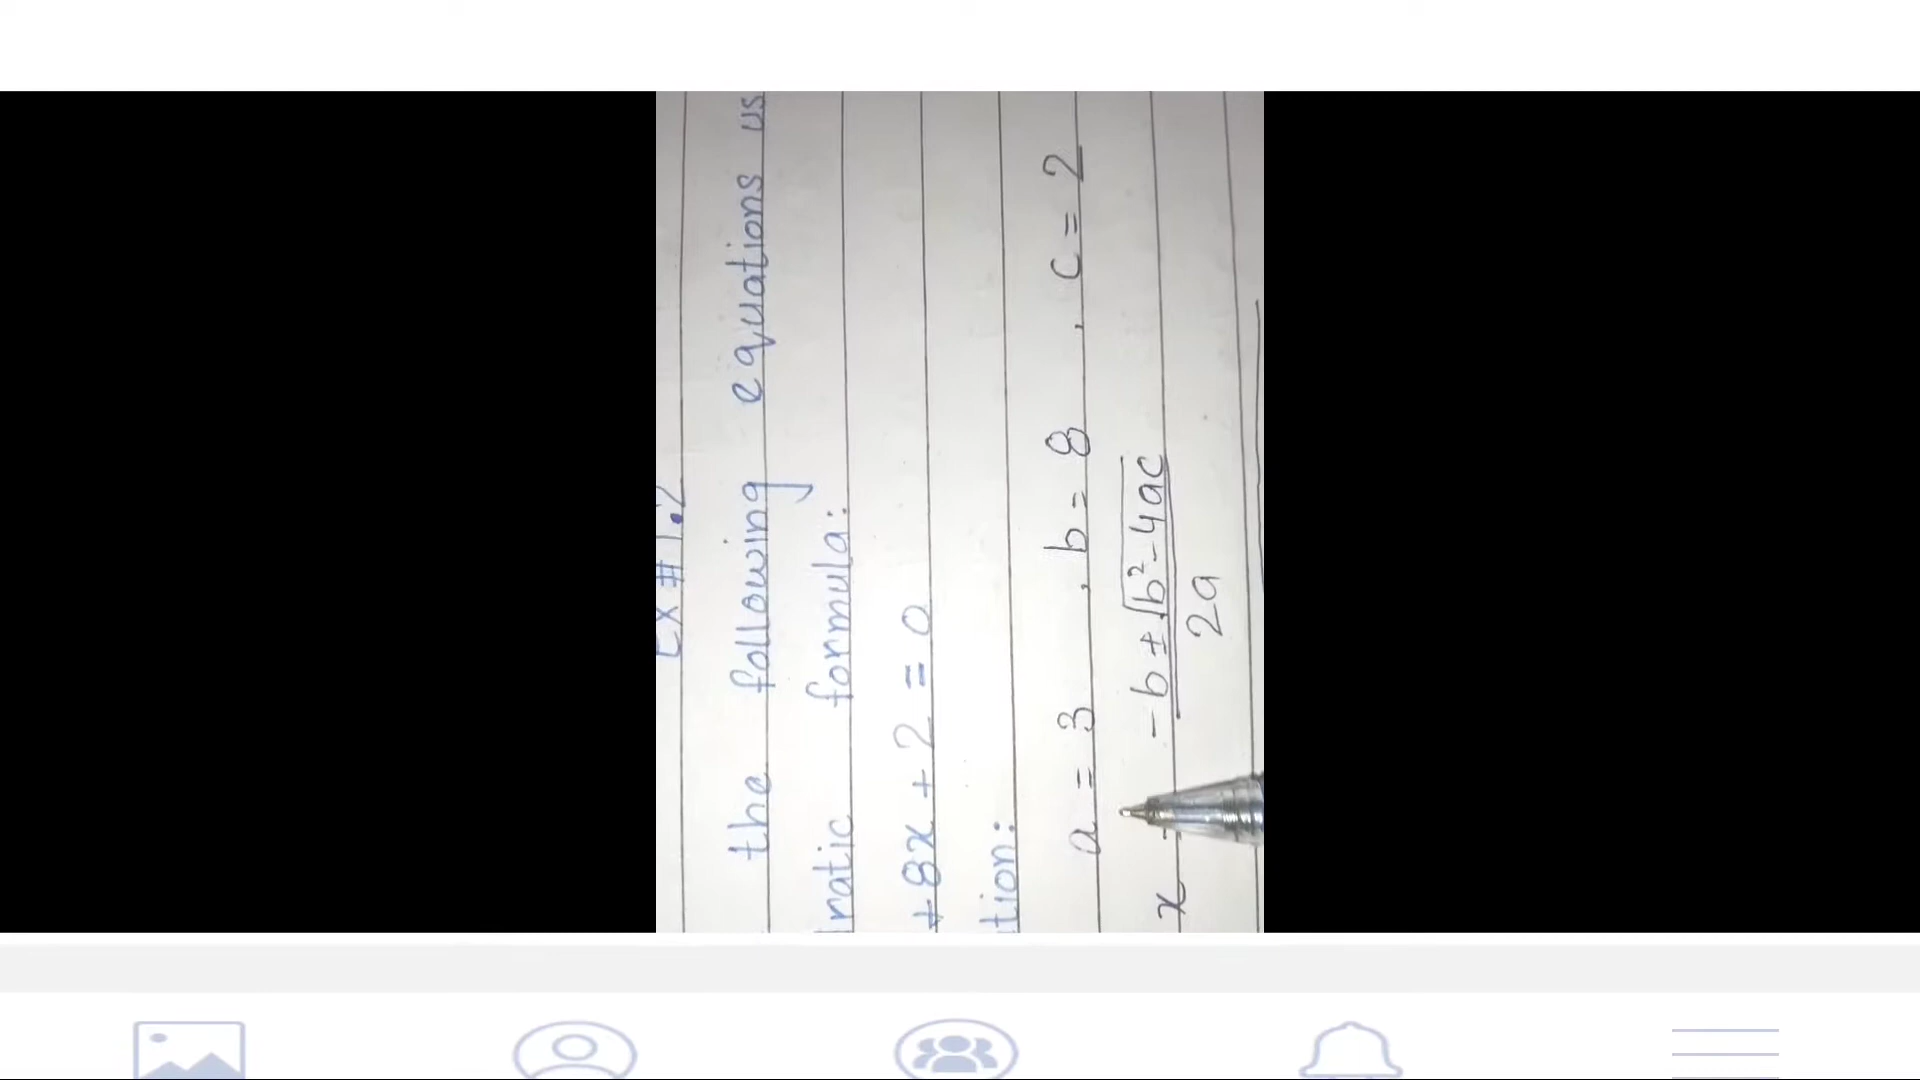 Ex # 1.2
the following equations us
ratic formula:
+ 8x + 2 = 0
tion:
a = 3 , b = 8 , c = 2
x = -b ± √b² - 4ac
2a